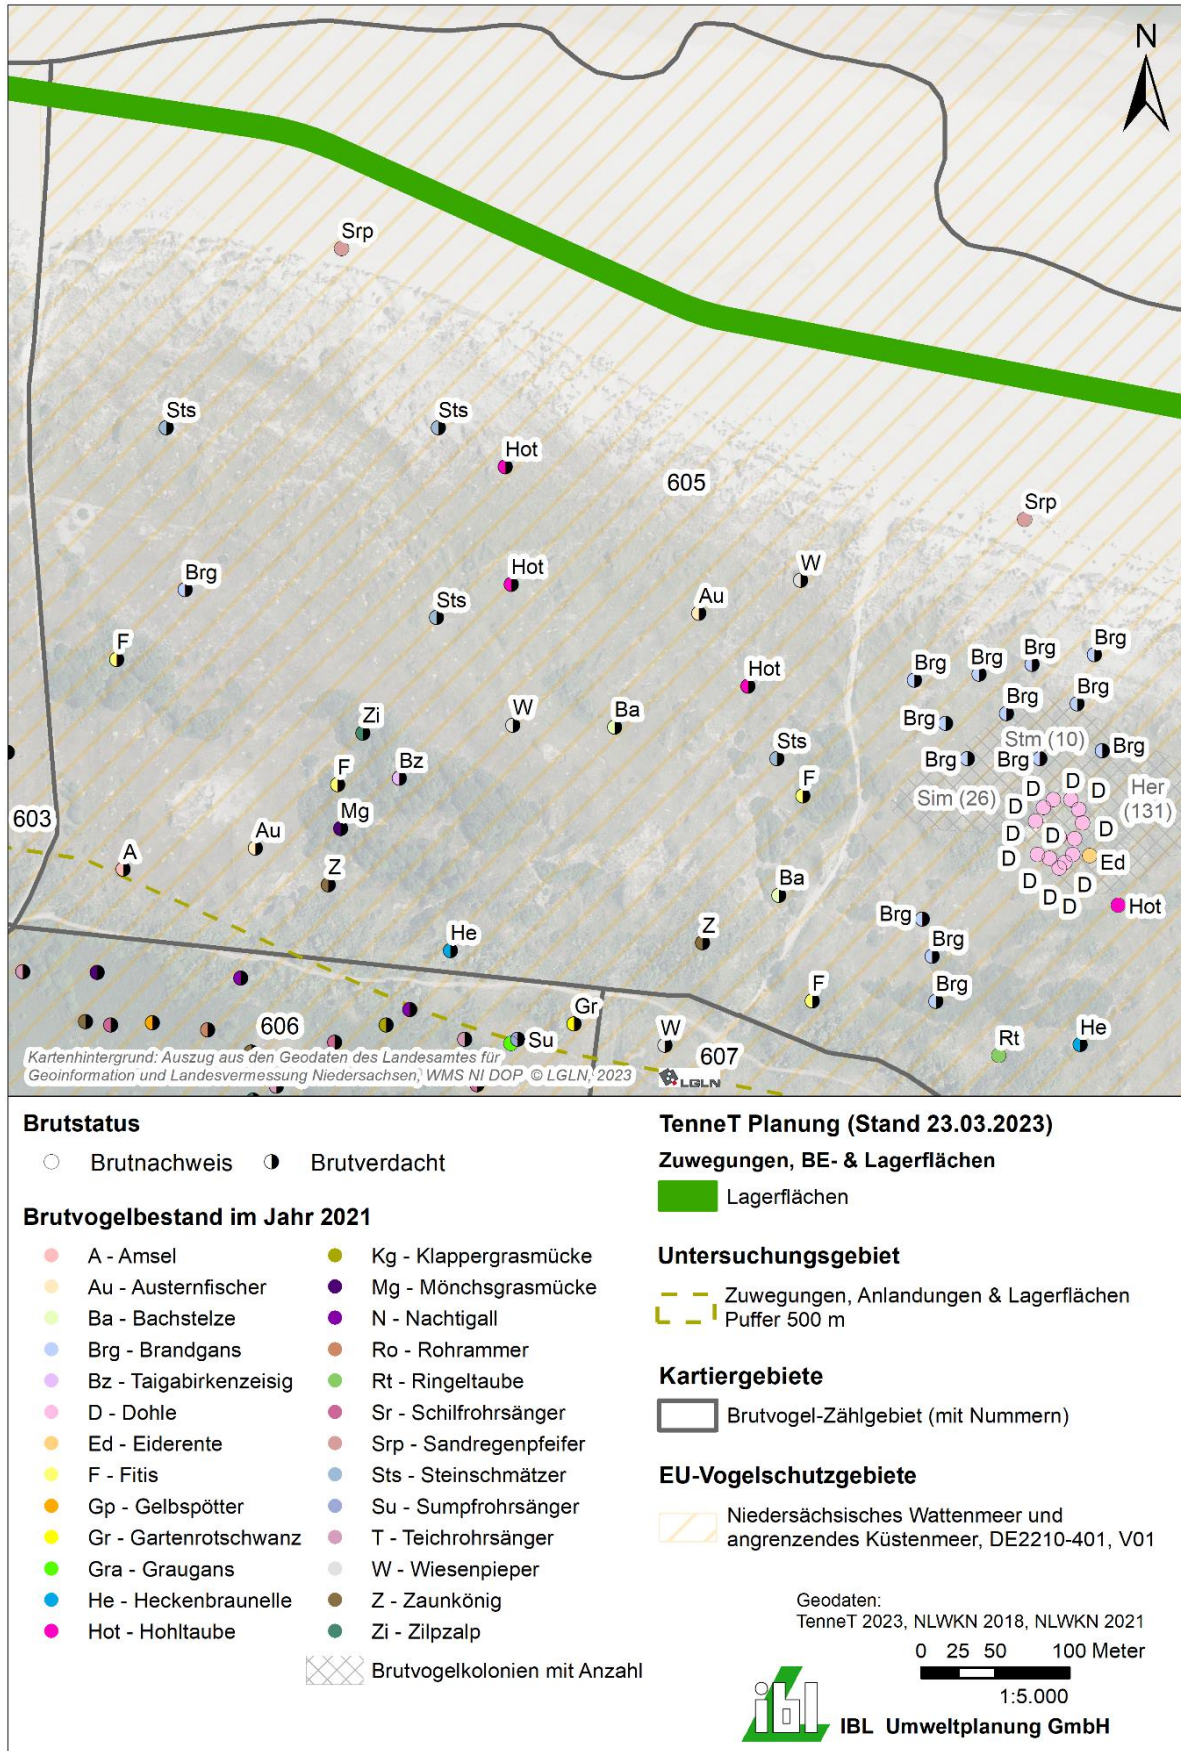 N
Srp
Sts
Sts
Hot
605
Srp
Brg
Hot
Sts
Au
W
F
Hot
Brg
Brg
Brg
Brg
Brg
Brg
Brg
Zi
W
Ba
Sts
Stm (10)
Brg
Brg
Brg
F
Bz
F
Sim (26)
Her
(131)
D
D
D
D
D
D
D
D
D
D
D
D
D
603
Mg
Au
A
Z
Ed
Ba
Hot
Brg
He
Z
Brg
F
Brg
Gr
606
Su
W
607
Rt
He
Kartenhintergrund: Auszug aus den Geodaten des Landesamtes für
Geoinformation und Landesvermessung Niedersachsen, WMS NI DOP © LGLN, 2023
LGLN
Brutstatus
Brutnachweis
Brutverdacht
Brutvogelbestand im Jahr 2021
A - Amsel
Au - Austernfischer
Ba - Bachstelze
Brg - Brandgans
Bz - Taigabirkenzeisig
D - Dohle
Ed - Eiderente
F - Fitis
Gp - Gelbspötter
Gr - Gartenrotschwanz
Gra - Graugans
He - Heckenbraunelle
Hot - Hohltaube
Kg - Klappergrasmücke
Mg - Mönchsgrasmücke
N - Nachtigall
Ro - Rohrammer
Rt - Ringeltaube
Sr - Schilfrohrsänger
Srp - Sandregenpfeifer
Sts - Steinschmätzer
Su - Sumpfrohrsänger
T - Teichrohrsänger
W - Wiesenpieper
Z - Zaunkönig
Zi - Zilpzalp
Brutvogelkolonien mit Anzahl
TenneT Planung (Stand 23.03.2023)
Zuwegungen, BE- & Lagerflächen
Lagerflächen
Untersuchungsgebiet
Zuwegungen, Anlandungen & Lagerflächen
Puffer 500 m
Kartiergebiete
Brutvogel-Zählgebiet (mit Nummern)
EU-Vogelschutzgebiete
Niedersächsisches Wattenmeer und
angrenzendes Küstenmeer, DE2210-401, V01
Geodaten:
TenneT 2023, NLWKN 2018, NLWKN 2021
0 25 50 100 Meter
1:5.000
ibl
IBL Umweltplanung GmbH